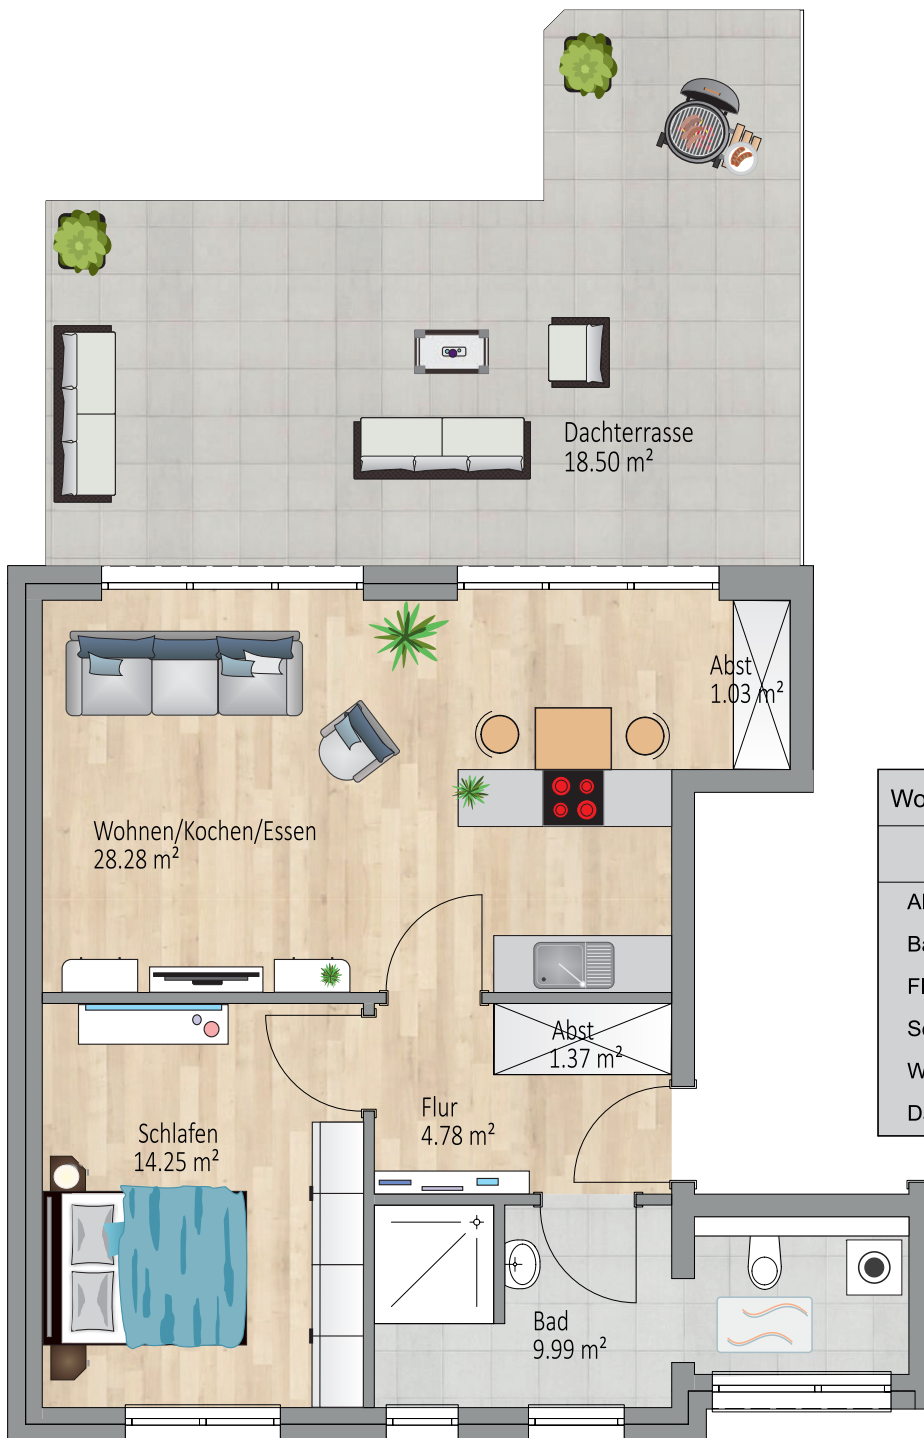 Dachterrasse
18.50 m²
Abst
1.03 m²
Wohnen/Kochen/Essen
28.28 m²
Abst
1.37 m²
Flur
4.78 m²
Schlafen
14.25 m²
Bad
9.99 m²